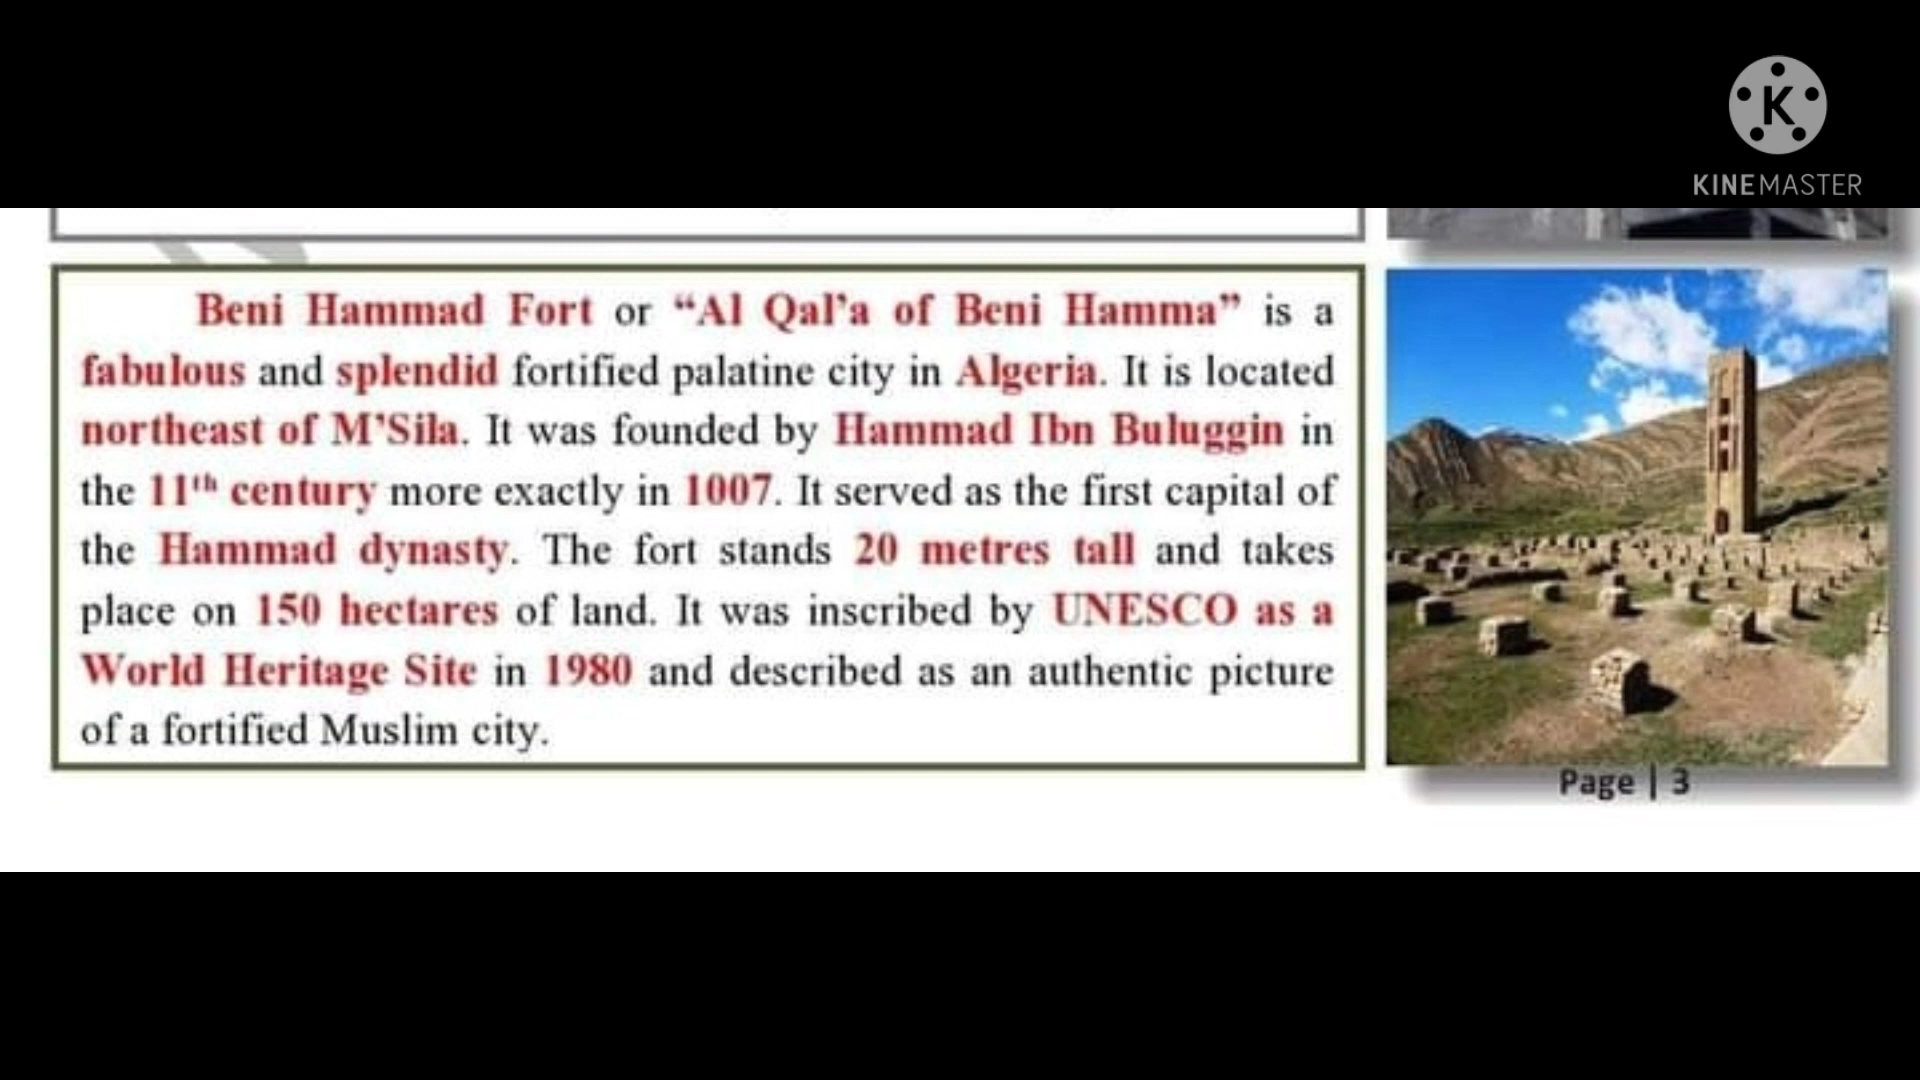 KINEMASTER
Beni Hammad Fort or “Al Qal’a of Beni Hamma” is a
fabulous and splendid fortified palatine city in Algeria. It is located
northeast of M’Sila. It was founded by Hammad Ibn Buluggin in
the 11th century more exactly in 1007. It served as the first capital of
the Hammad dynasty. The fort stands 20 metres tall and takes
place on 150 hectares of land. It was inscribed by UNESCO as a
World Heritage Site in 1980 and described as an authentic picture
of a fortified Muslim city.
Page | 3